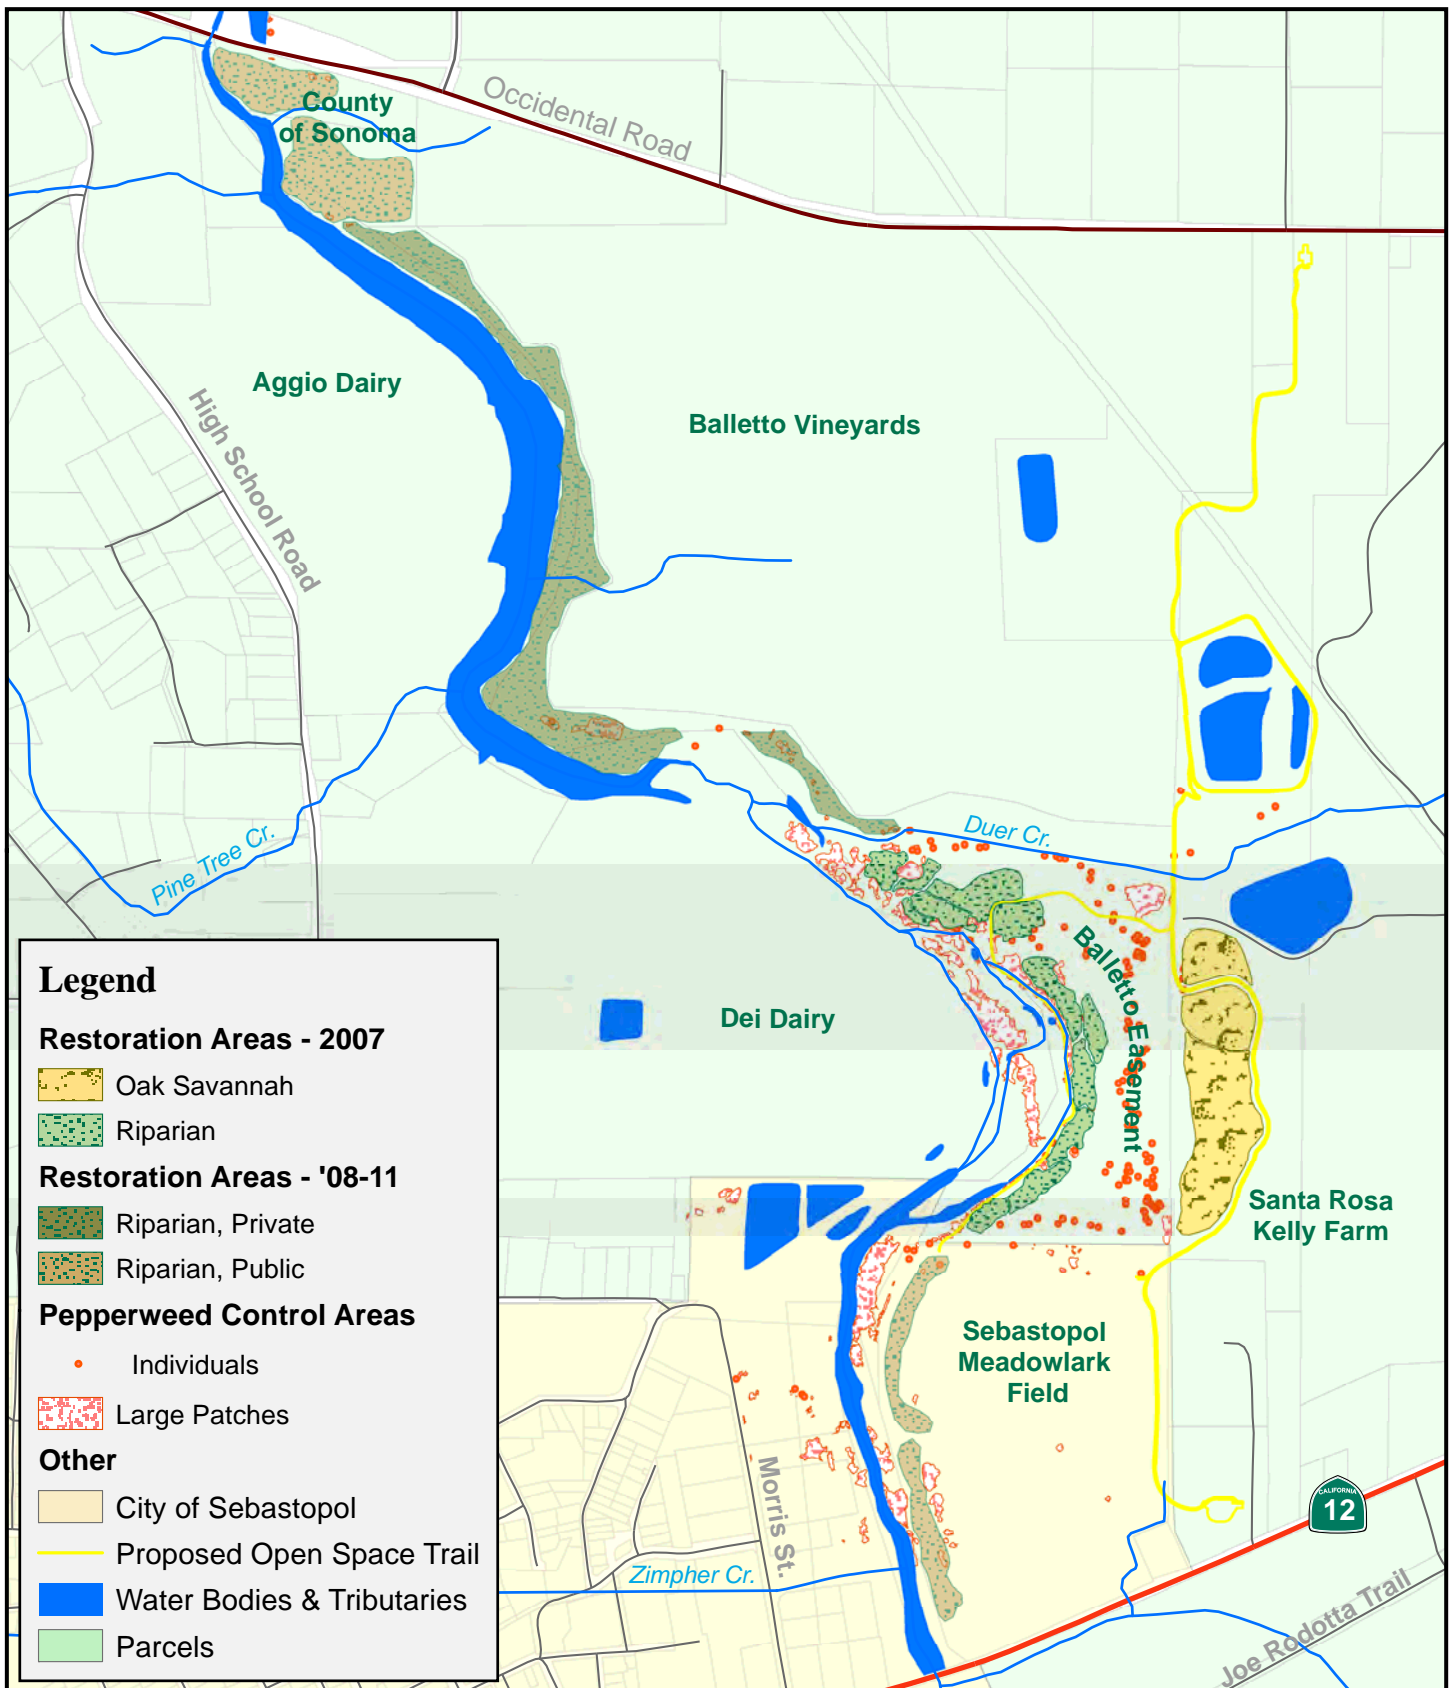 County
of Sonoma
Occidental Road
Aggio Dairy
High School Road
Balletto Vineyards
Pine Tree Cr.
Duer Cr.
Balletto Easement
Dei Dairy
Santa Rosa
Kelly Farm
Sebastopol
Meadowlark
Field
Morris St.
Zimpher Cr.
CALIFORNIA
12
Joe Rodotta Trail
Legend
Restoration Areas - 2007
Oak Savannah
Riparian
Restoration Areas - '08-11
Riparian, Private
Riparian, Public
Pepperweed Control Areas
Individuals
Large Patches
Other
City of Sebastopol
Proposed Open Space Trail
Water Bodies & Tributaries
Parcels